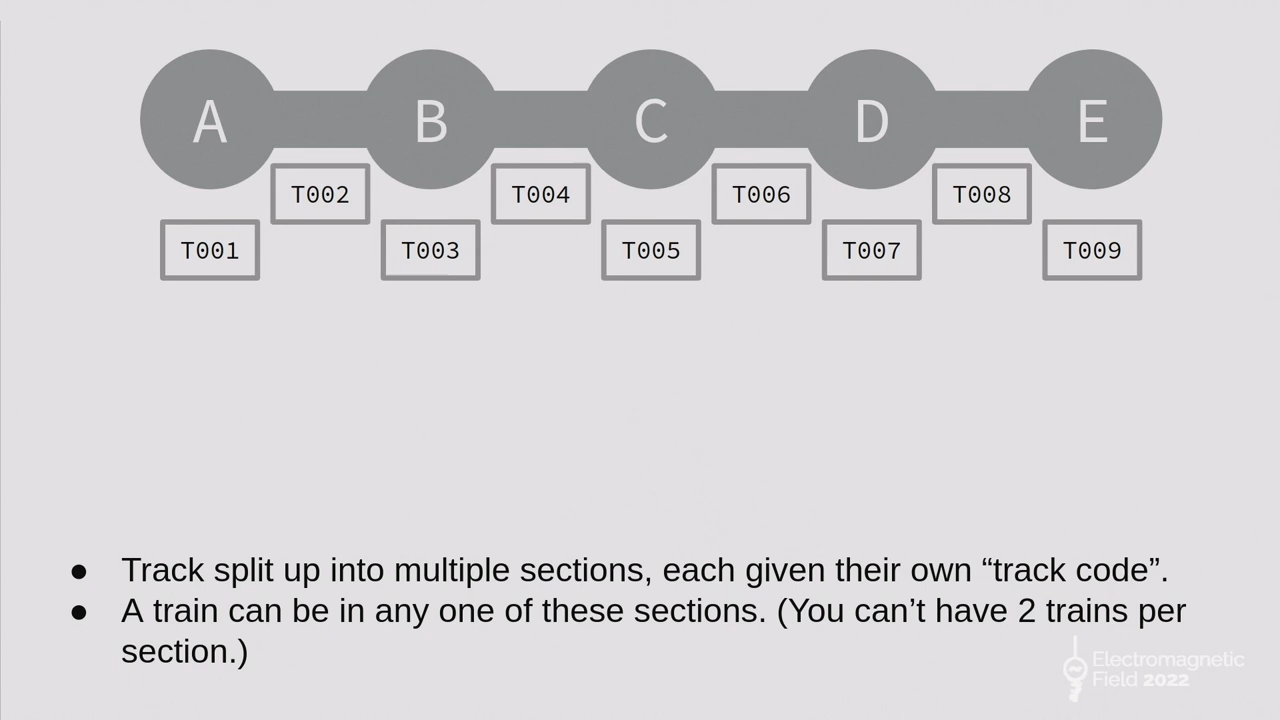 A B C D E
T002 T004 T006 T008
T001 T003 T005 T007 T009
● Track split up into multiple sections, each given their own “track code”.
● A train can be in any one of these sections. (You can’t have 2 trains per
section.)
Electromagnetic
Field 2022